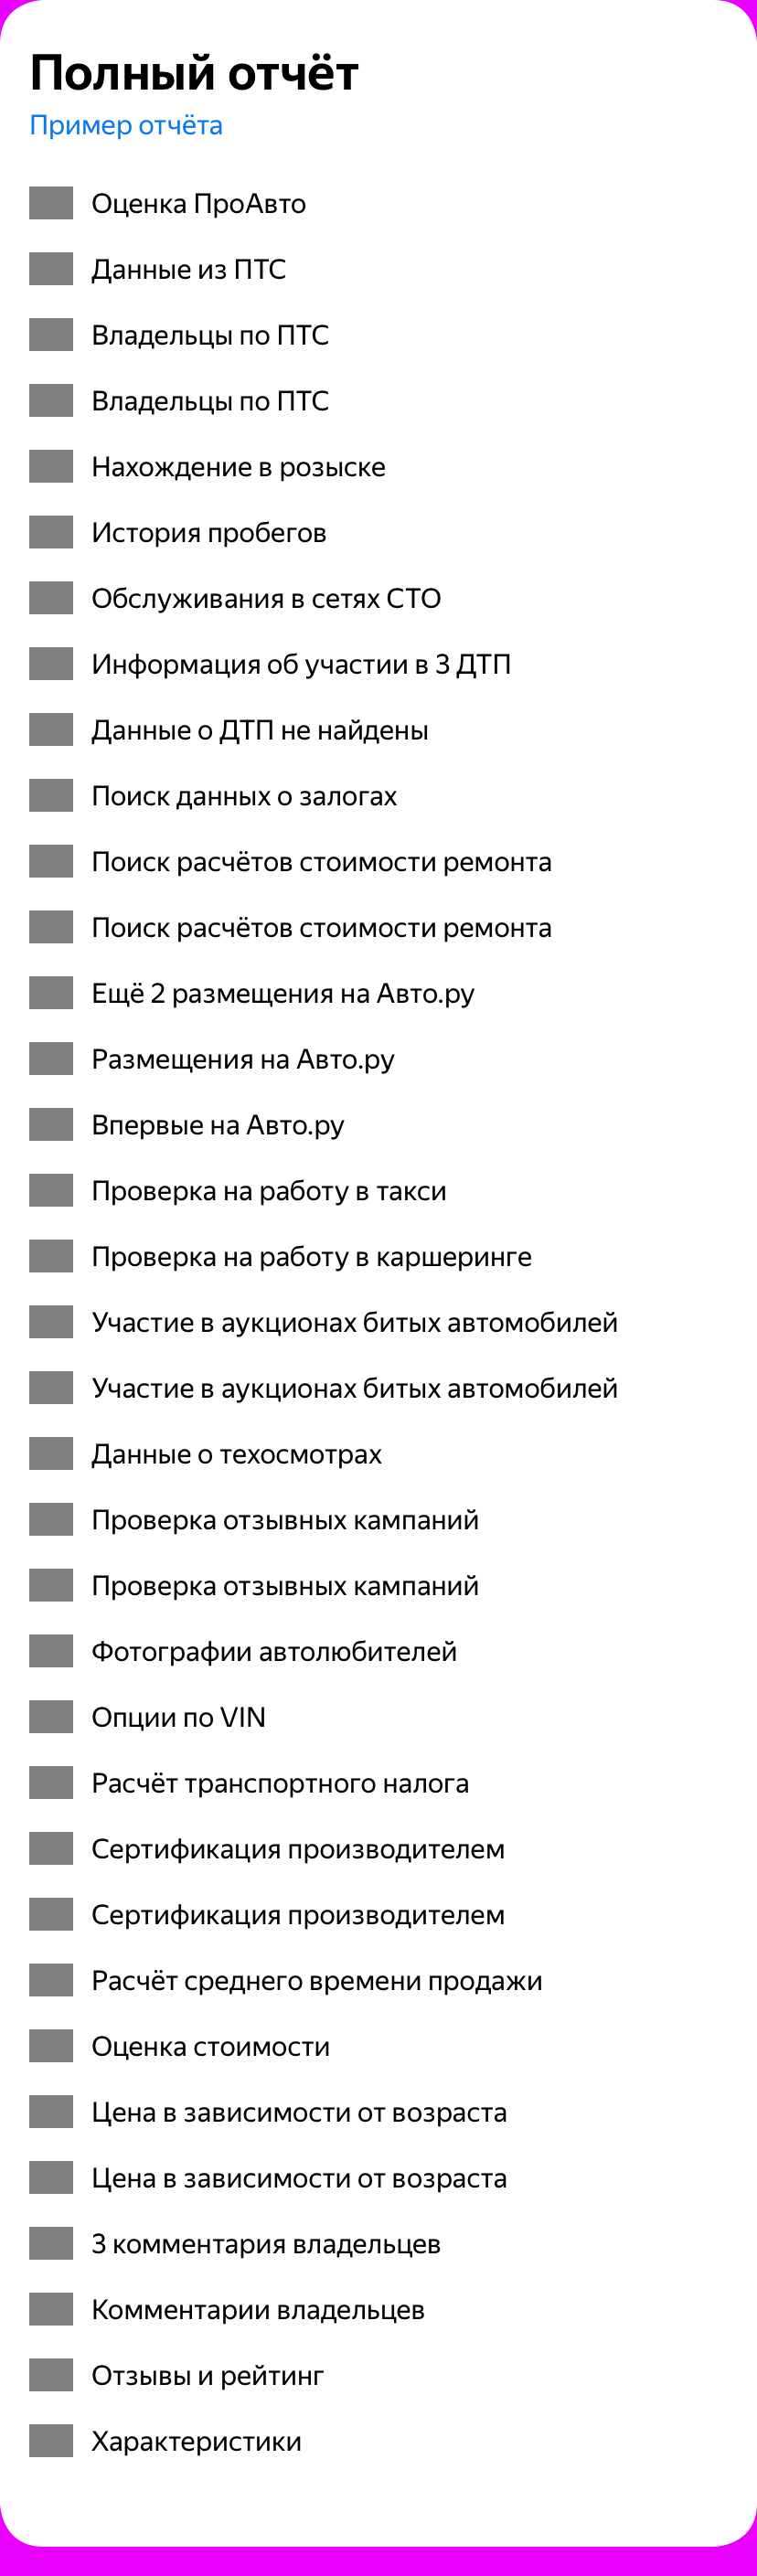 Полный отчёт
Пример отчёта
Оценка ПроАвто
Данные из ПТС
Владельцы по ПТС
Владельцы по ПТС
Нахождение в розыске
История пробегов
Обслуживания в сетях СТО
Информация об участии в 3 ДТП
Данные о ДТП не найдены
Поиск данных о залогах
Поиск расчётов стоимости ремонта
Поиск расчётов стоимости ремонта
Ещё 2 размещения на Авто.ру
Размещения на Авто.ру
Впервые на Авто.ру
Проверка на работу в такси
Проверка на работу в каршеринге
Участие в аукционах битых автомобилей
Участие в аукционах битых автомобилей
Данные о техосмотрах
Проверка отзывных кампаний
Проверка отзывных кампаний
Фотографии автолюбителей
Опции по VIN
Расчёт транспортного налога
Сертификация производителем
Сертификация производителем
Расчёт среднего времени продажи
Оценка стоимости
Цена в зависимости от возраста
Цена в зависимости от возраста
3 комментария владельцев
Комментарии владельцев
Отзывы и рейтинг
Характеристики